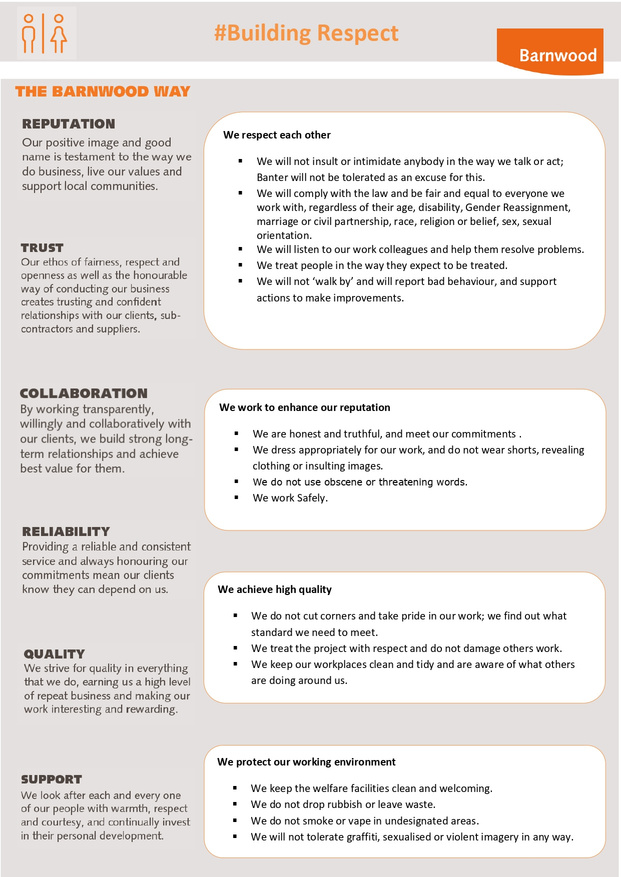 #Building Respect
Barnwood
THE BARNWOOD WAY
REPUTATION
Our positive image and good
name is testament to the way we
do business, live our values and
support local communities.
TRUST
Our ethos of fairness, respect and
openness as well as the honourable
way of conducting our business
creates trusting and confident
relationships with our clients, sub-
contractors and suppliers.
COLLABORATION
By working transparently,
willingly and collaboratively with
our clients, we build strong long-
term relationships and achieve
best value for them.
RELIABILITY
Providing a reliable and consistent
service and always honouring our
commitments mean our clients
know they can depend on us.
QUALITY
We strive for quality in everything
that we do, earning us a high level
of repeat business and making our
work interesting and rewarding.
SUPPORT
We look after each and every one
of our people with warmth, respect
and courtesy, and continually invest
in their personal development.
We respect each other
▪ We will not insult or intimidate anybody in the way we talk or act;
Banter will not be tolerated as an excuse for this.
▪ We will comply with the law and be fair and equal to everyone we
work with, regardless of their age, disability, Gender Reassignment,
marriage or civil partnership, race, religion or belief, sex, sexual
orientation.
▪ We will listen to our work colleagues and help them resolve problems.
▪ We treat people in the way they expect to be treated.
▪ We will not ‘walk by’ and will report bad behaviour, and support
actions to make improvements.
We work to enhance our reputation
▪ We are honest and truthful, and meet our commitments .
▪ We dress appropriately for our work, and do not wear shorts, revealing
clothing or insulting images.
▪ We do not use obscene or threatening words.
▪ We work Safely.
We achieve high quality
▪ We do not cut corners and take pride in our work; we find out what
standard we need to meet.
▪ We treat the project with respect and do not damage others work.
▪ We keep our workplaces clean and tidy and are aware of what others
are doing around us.
We protect our working environment
▪ We keep the welfare facilities clean and welcoming.
▪ We do not drop rubbish or leave waste.
▪ We do not smoke or vape in undesignated areas.
▪ We will not tolerate graffiti, sexualised or violent imagery in any way.